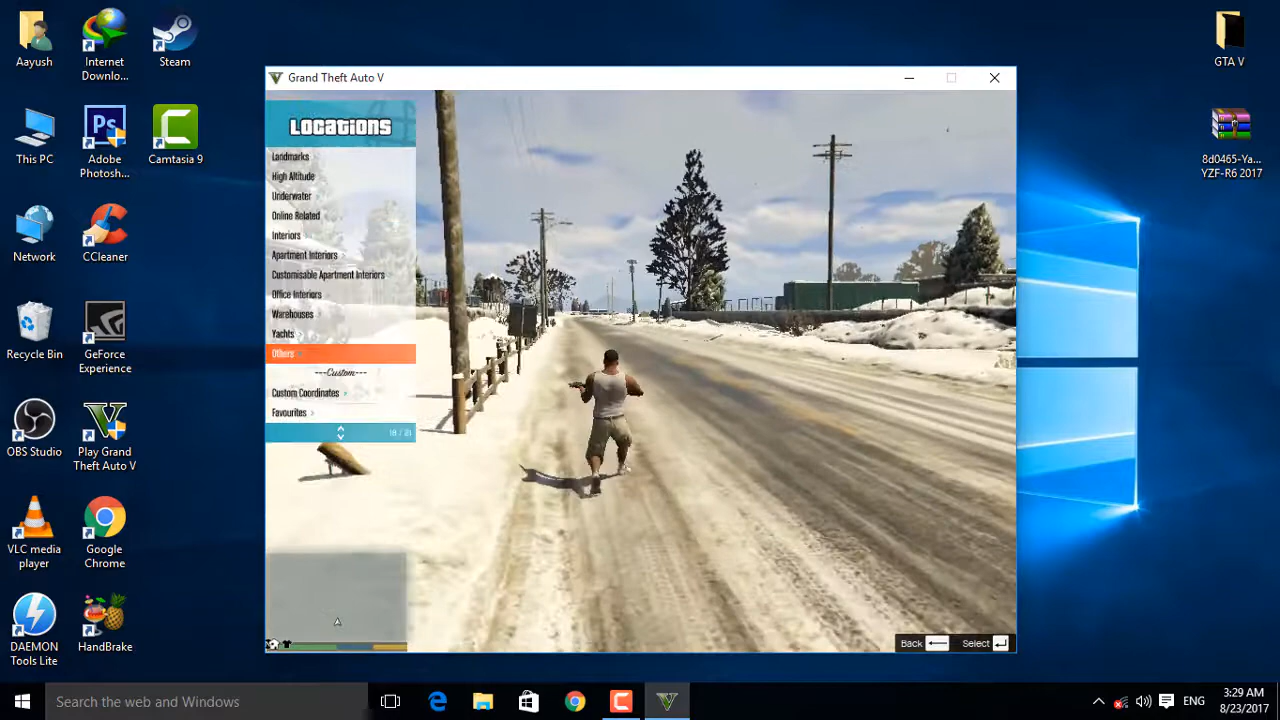 Aayush
Internet
Downlo...
Steam
This PC
Adobe
Photosh...
Camtasia 9
Network
CCleaner
Recycle Bin
GeForce
Experience
OBS Studio
Play Grand
Theft Auto V
VLC media
player
Google
Chrome
DAEMON
Tools Lite
HandBrake
GTA V
8d0465-Ya...
YZF-R6 2017
Grand Theft Auto V
Locations
Landmarks
High Altitude
Underwater
Online Related
Interiors
Apartment Interiors
Customisable Apartment Interiors
Office Interiors
Warehouses
Yachts
Others
---Custom---
Custom Coordinates
Favourites
18 / 21
Back
Select
Search the web and Windows
ENG
3:29 AM
8/23/2017